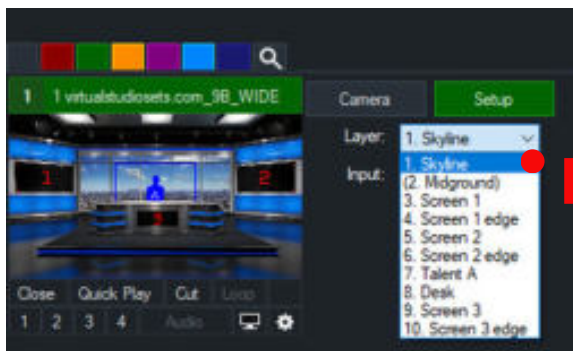 1 1 virtualstudiosets.com_9B_WIDE
Camera Setup
Layer: 1. Skyline
Input:
1. Skyline
(2. Midground)
3. Screen 1
4. Screen 1 edge
5. Screen 2
6. Screen 2 edge
7. Talent A
8. Desk
9. Screen 3
10. Screen 3 edge
1
2
A
3
Close Quick Play Cut Loop
1 2 3 4 Audio